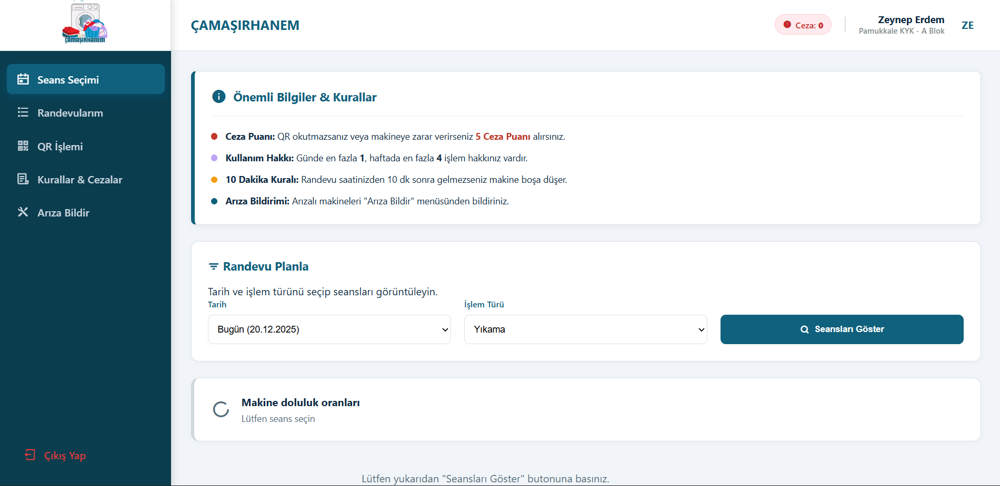 ÇAMAŞIRHANEM
ÇAMAŞIRHANEM
Ceza: 0
Zeynep Erdem
Pamukkale KYK - A Blok
ZE
Seans Seçimi
Randevularım
QR İşlemi
Kurallar & Cezalar
Arıza Bildir
Çıkış Yap
Önemli Bilgiler & Kurallar
Ceza Puanı: QR okutmazsanız veya makineye zarar verirseniz 5 Ceza Puanı alırsınız.
Kullanım Hakkı: Günde en fazla 1, haftada en fazla 4 işlem hakkınız vardır.
10 Dakika Kuralı: Randevu saatinizden 10 dk sonra gelmezseniz makine boşa düşer.
Arıza Bildirimi: Arızalı makineleri "Arıza Bildir" menüsünden bildiriniz.
Randevu Planla
Tarih ve işlem türünü seçip seansları görüntüleyin.
Tarih
İşlem Türü
Bugün (20.12.2025)
Yıkama
Seansları Göster
Makine doluluk oranları
Lütfen seans seçin
Lütfen yukarıdan "Seansları Göster" butonuna basınız.